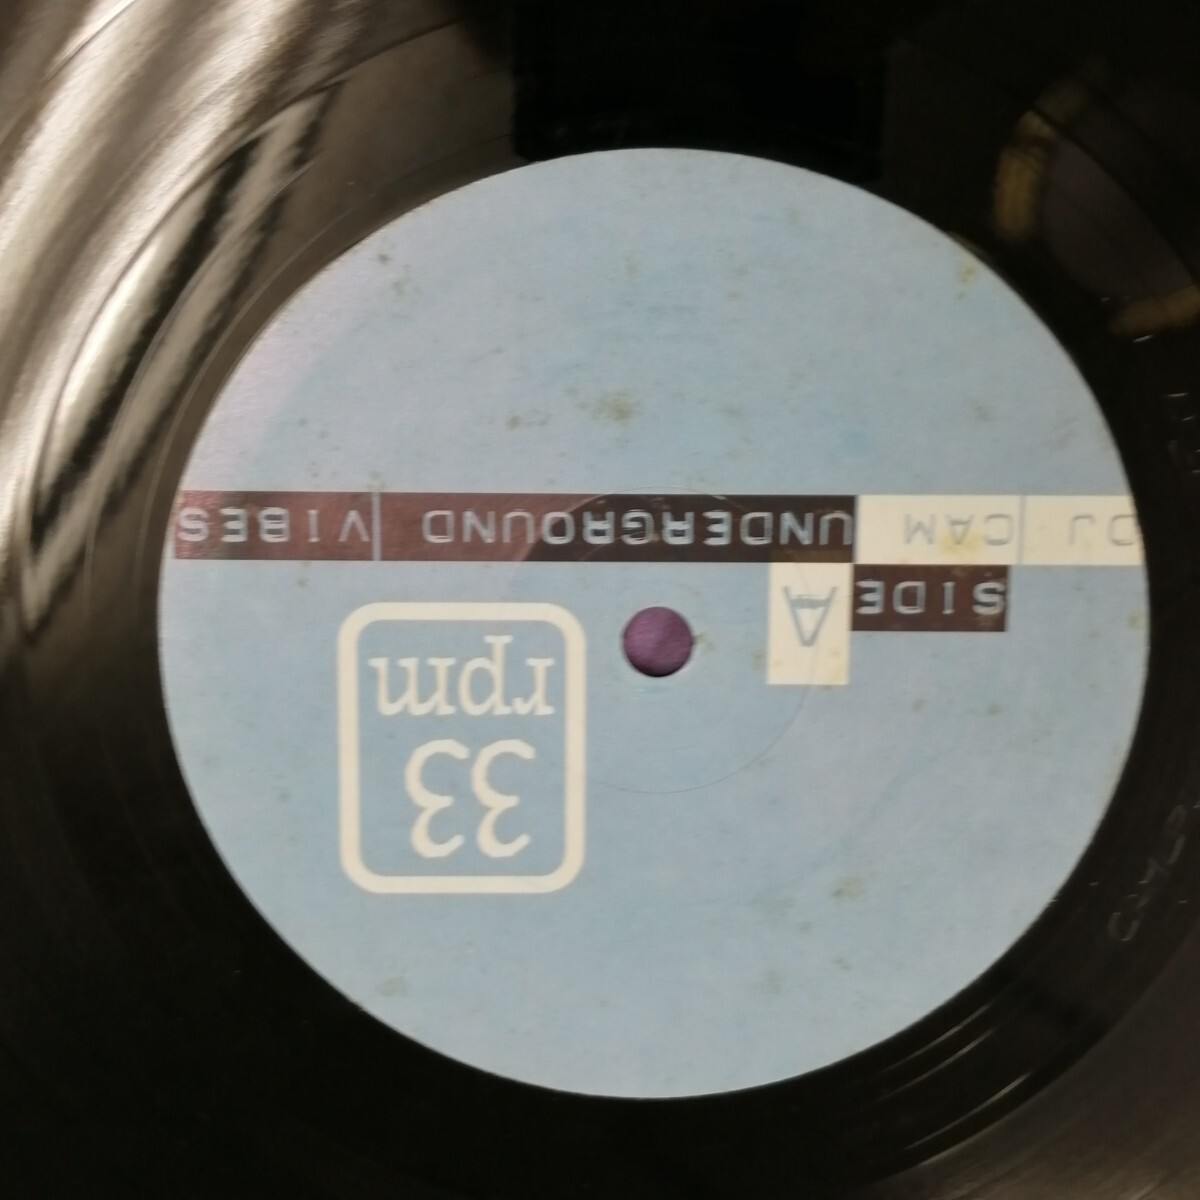 33
rpm
SIDE A
DJ CAM UNDERGROUND VIBES